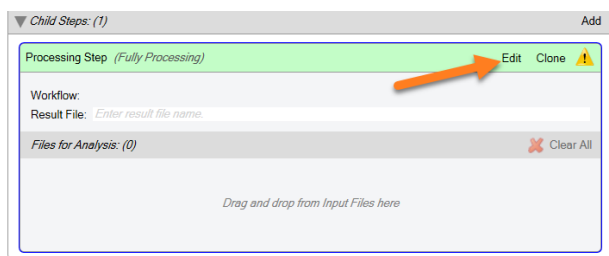 Child Steps: (1) Add
Processing Step (Fully Processing) Edit Clone
Workflow:
Result File: Enter result file name.
Files for Analysis: (0) Clear All
Drag and drop from Input Files here